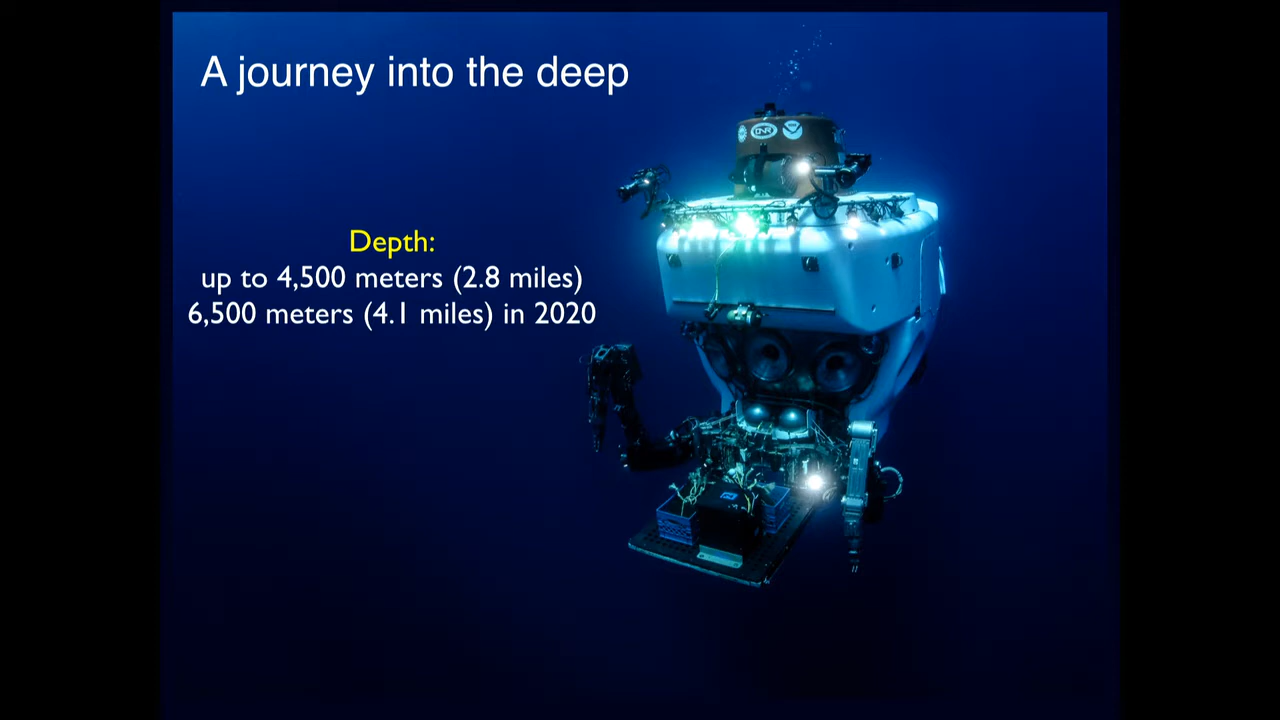 A journey into the deep
Depth:
up to 4,500 meters (2.8 miles)
6,500 meters (4.1 miles) in 2020